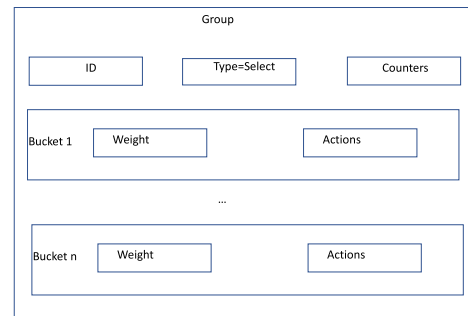 Group
ID Type=Select Counters
Bucket 1 Weight Actions
...
Bucket n Weight Actions